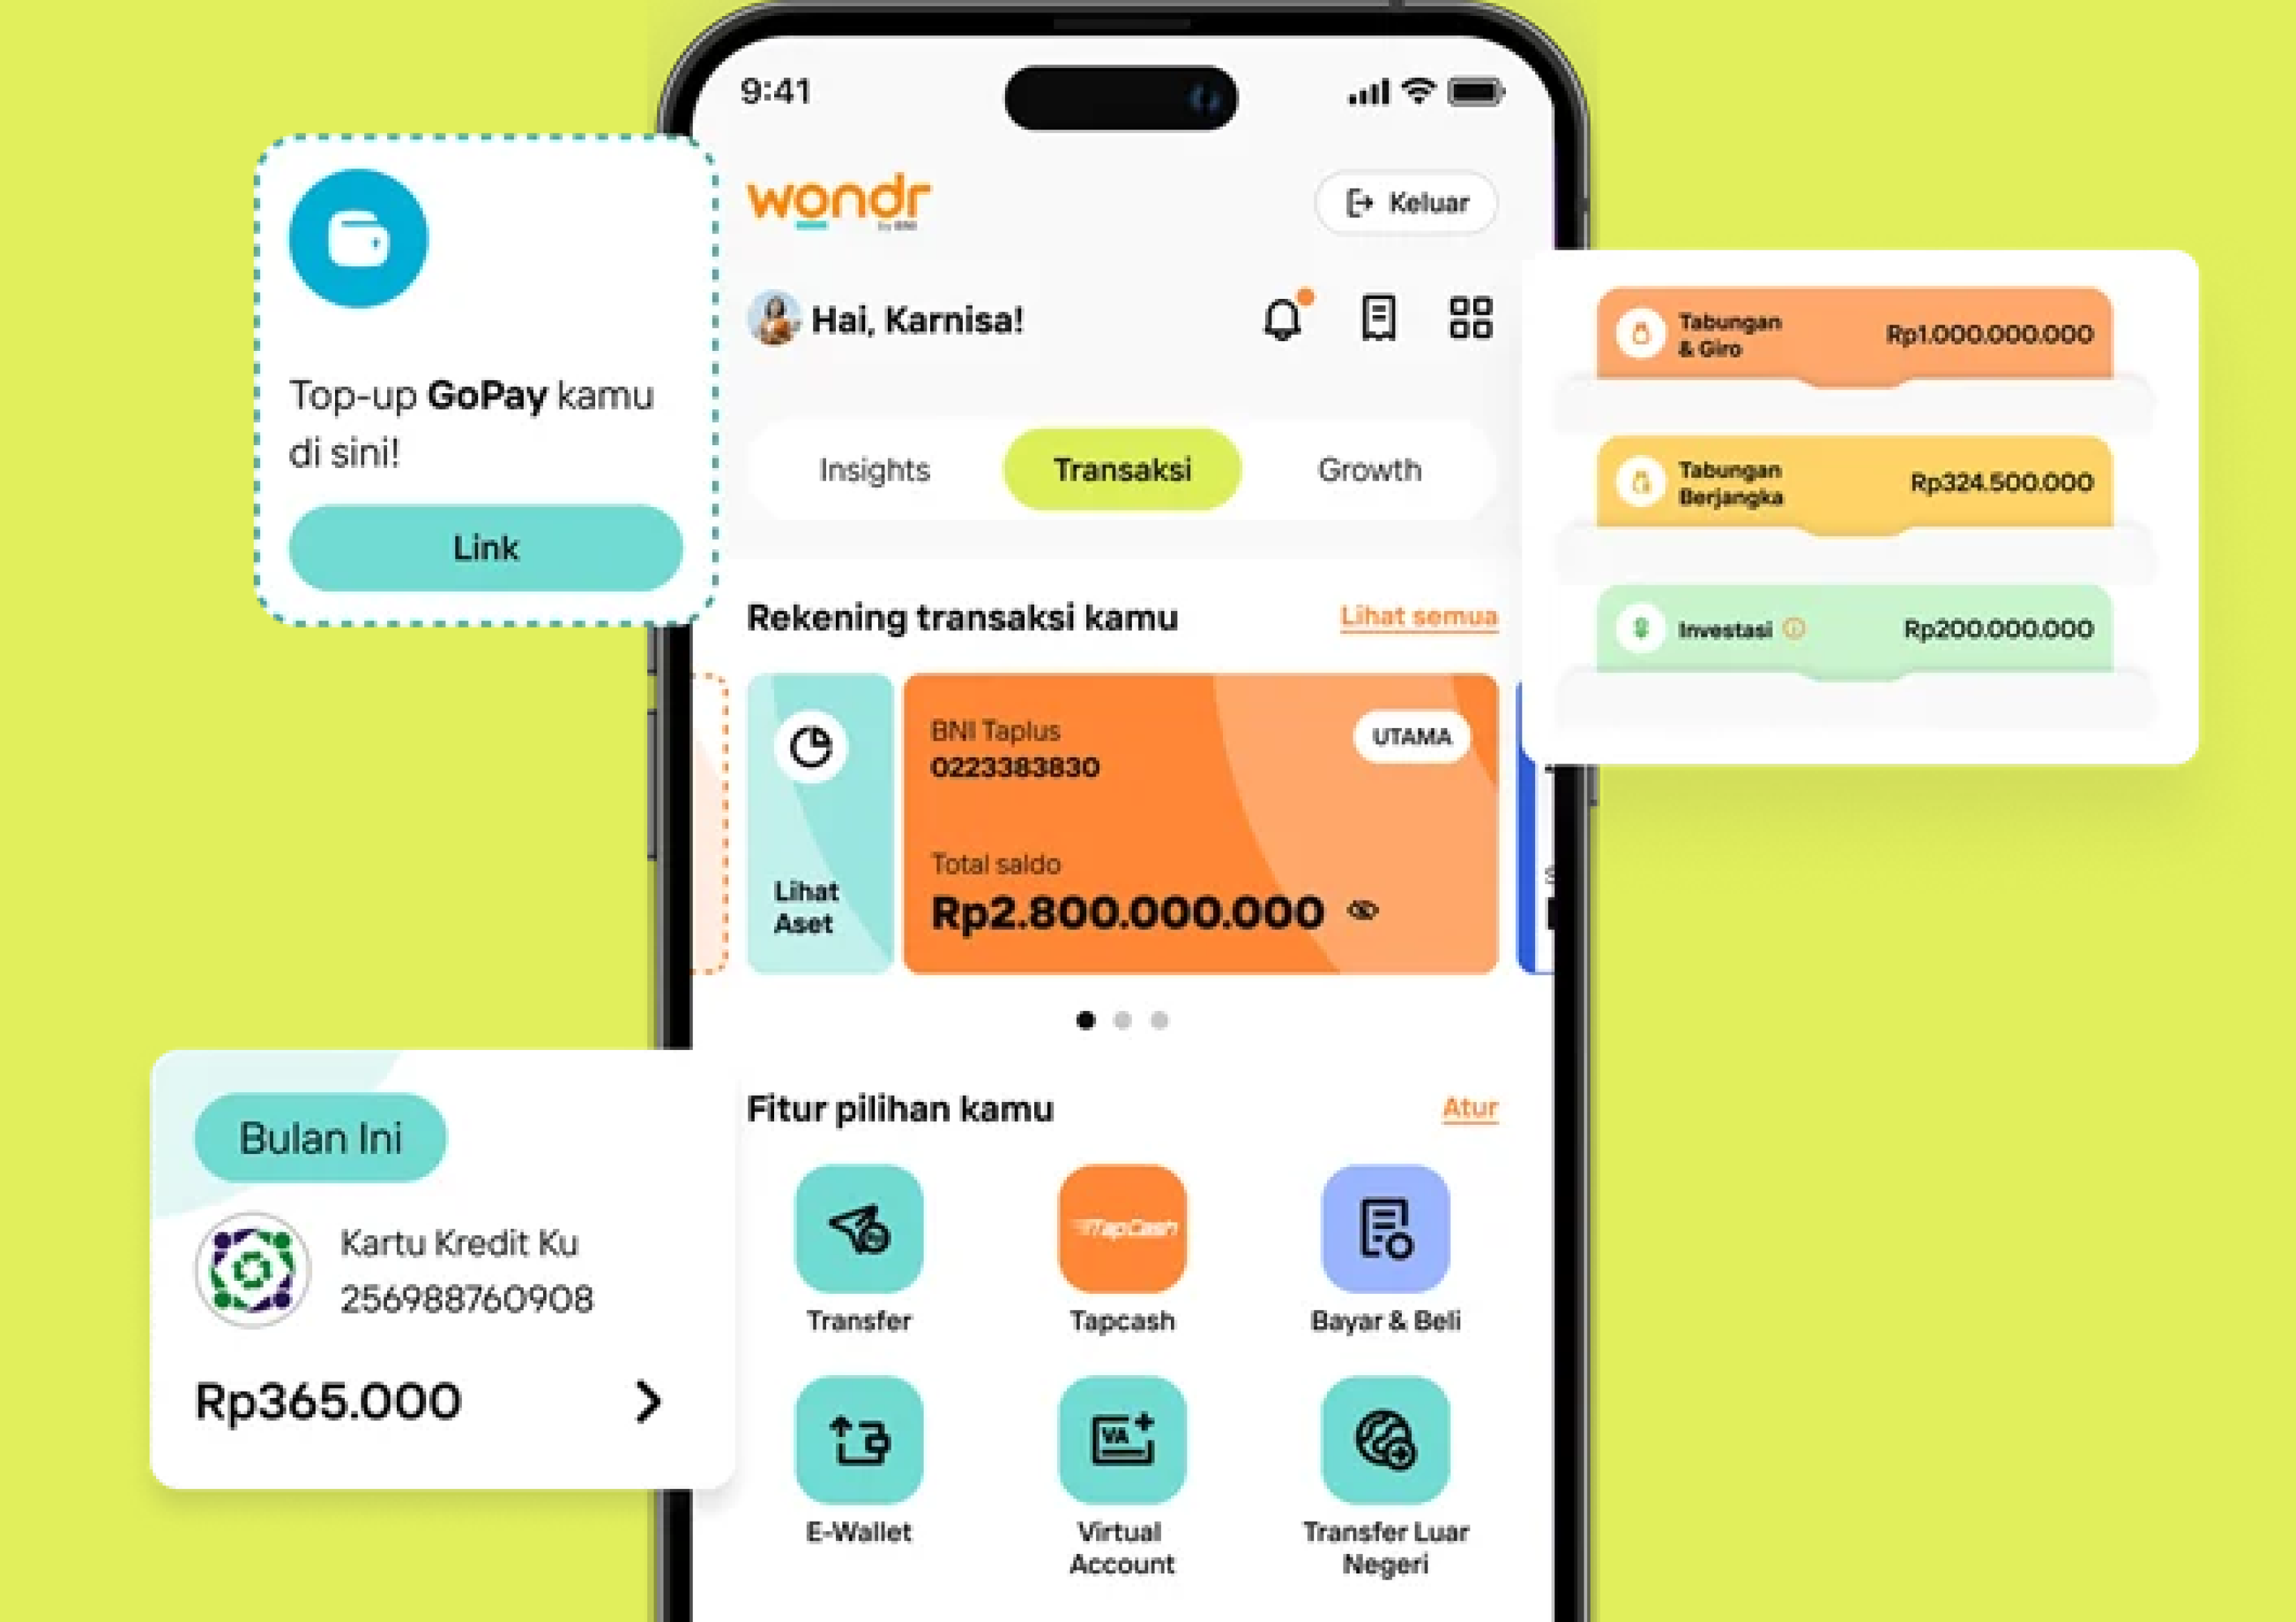 9:41
wondr
by BNI
Keluar
Hai, Karnisa!
Top-up GoPay kamu
di sini!
Link
Insights
Transaksi
Growth
Tabungan
& Giro
Rp1.000.000.000
Tabungan
Berjangka
Rp324.500.000
Investasi
Rp200.000.000
Rekening transaksi kamu
Lihat semua
Lihat
Aset
BNI Taplus
0223383830
UTAMA
Total saldo
Rp2.800.000.000
Bulan Ini
Kartu Kredit Ku
256988760908
Rp365.000
Fitur pilihan kamu
Atur
TapCash
Transfer
Tapcash
Bayar & Beli
VA
E-Wallet
Virtual
Account
Transfer Luar
Negeri